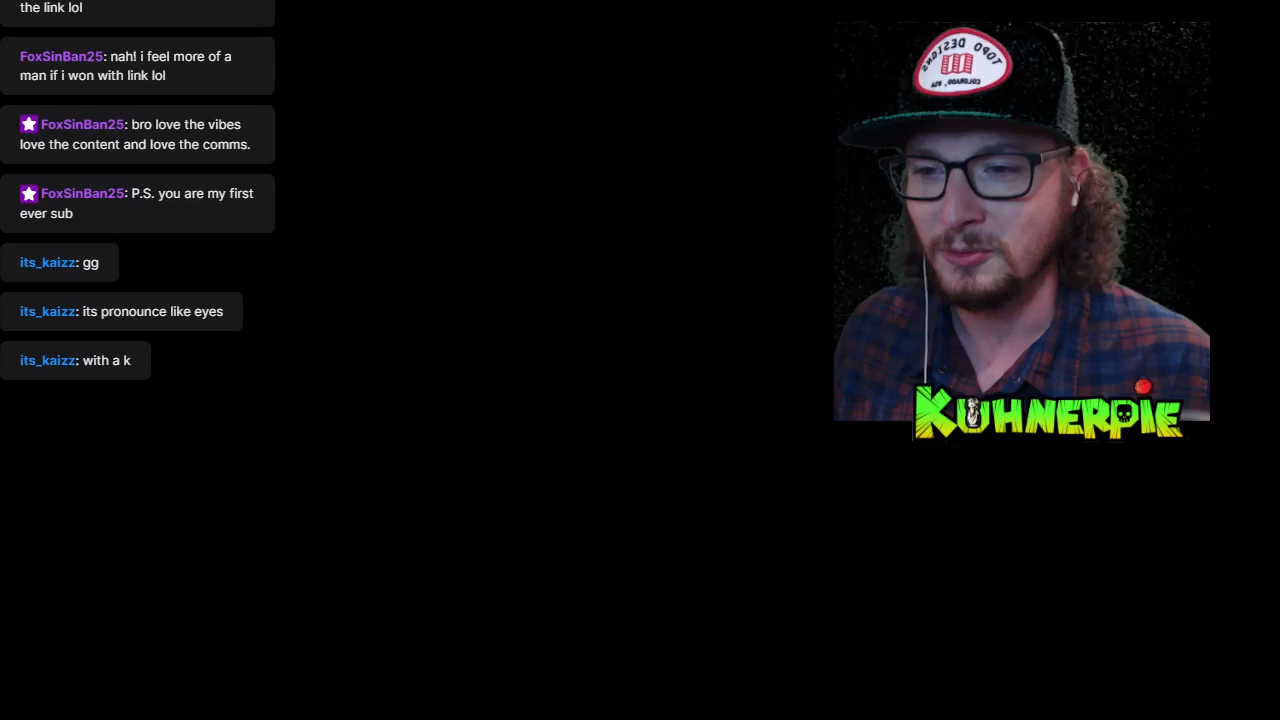 the link lol
FoxSinBan25: nah! i feel more of a
man if i won with link lol
FoxSinBan25: bro love the vibes
love the content and love the comms.
FoxSinBan25: P.S. you are my first
ever sub
its_kaizz: gg
its_kaizz: its pronounce like eyes
its_kaizz: with a k
TOPO DESIGNS
COLORADO, USA
KUHNERPIE